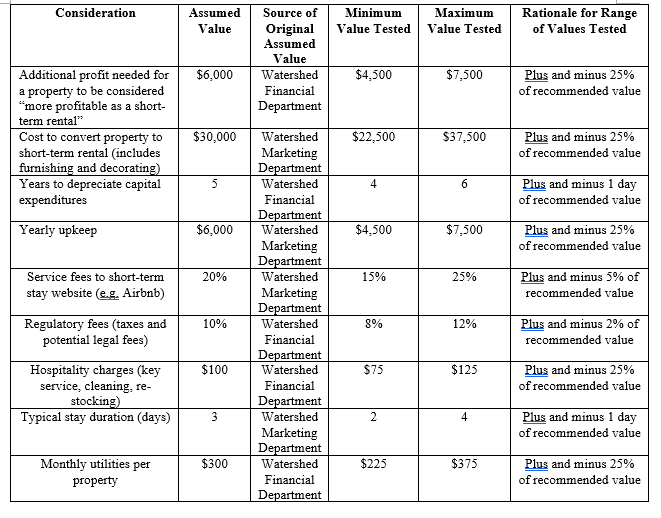 Consideration | Assumed Value | Source of Original Assumed Value | Minimum Value Tested | Maximum Value Tested | Rationale for Range of Values Tested
Additional profit needed for a property to be considered “more profitable as a short-term rental” | $6,000 | Watershed Financial Department | $4,500 | $7,500 | Plus and minus 25% of recommended value
Cost to convert property to short-term rental (includes furnishing and decorating) | $30,000 | Watershed Marketing Department | $22,500 | $37,500 | Plus and minus 25% of recommended value
Years to depreciate capital expenditures | 5 | Watershed Financial Department | 4 | 6 | Plus and minus 1 day of recommended value
Yearly upkeep | $6,000 | Watershed Marketing Department | $4,500 | $7,500 | Plus and minus 25% of recommended value
Service fees to short-term stay website (e.g. Airbnb) | 20% | Watershed Marketing Department | 15% | 25% | Plus and minus 5% of recommended value
Regulatory fees (taxes and potential legal fees) | 10% | Watershed Financial Department | 8% | 12% | Plus and minus 2% of recommended value
Hospitality charges (key service, cleaning, re-stocking) | $100 | Watershed Financial Department | $75 | $125 | Plus and minus 25% of recommended value
Typical stay duration (days) | 3 | Watershed Marketing Department | 2 | 4 | Plus and minus 1 day of recommended value
Monthly utilities per property | $300 | Watershed Financial Department | $225 | $375 | Plus and minus 25% of recommended value